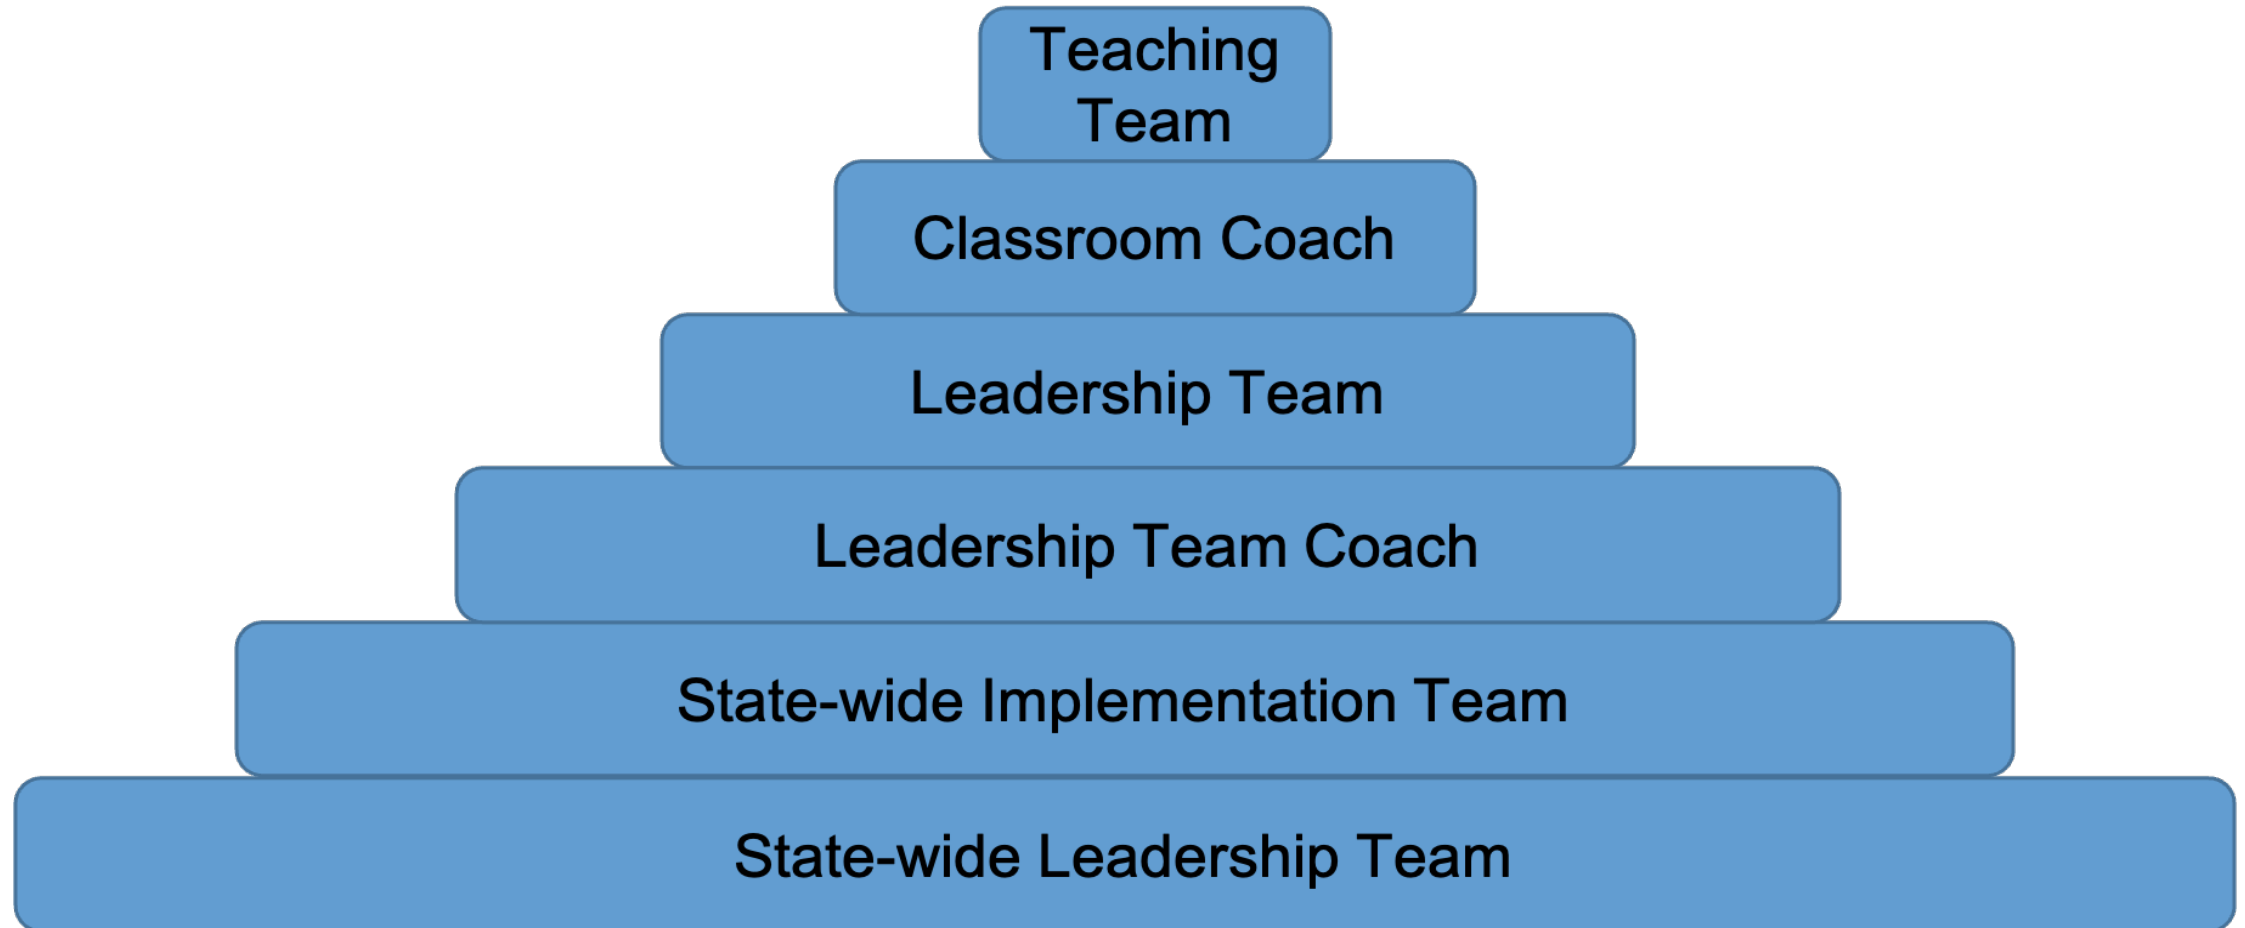 Teaching
Team
Classroom Coach
Leadership Team
Leadership Team Coach
State-wide Implementation Team
State-wide Leadership Team